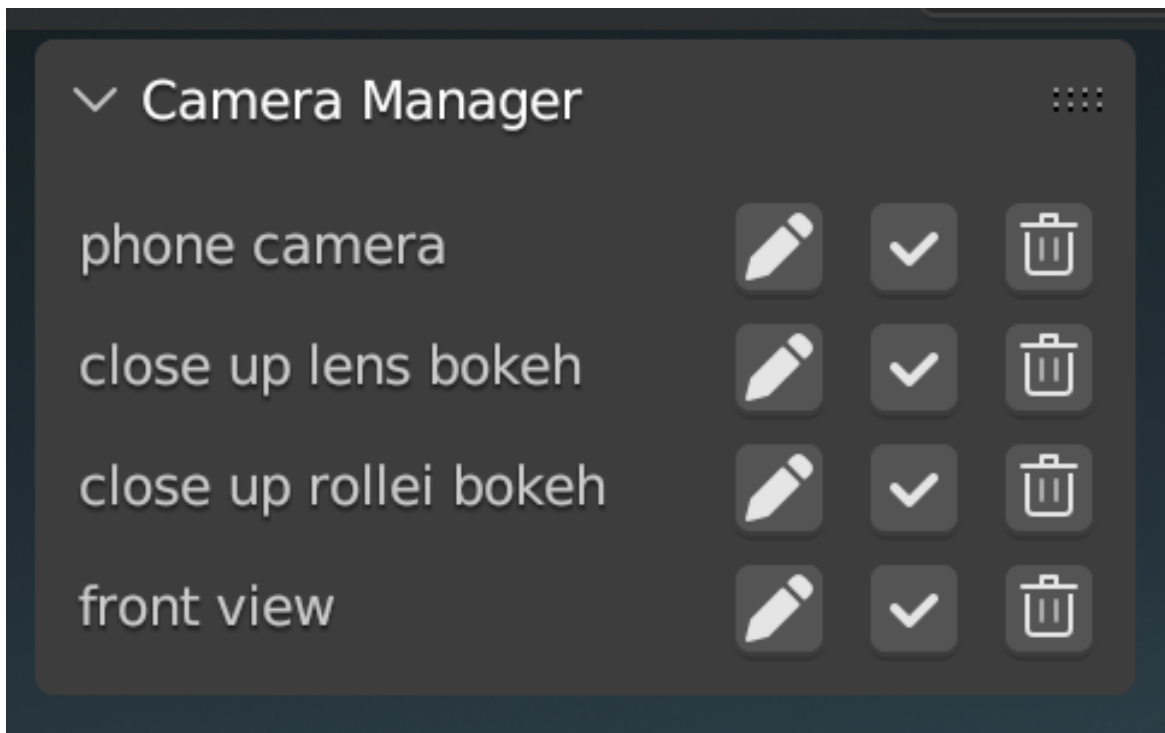 Camera Manager
phone camera
close up lens bokeh
close up rollei bokeh
front view